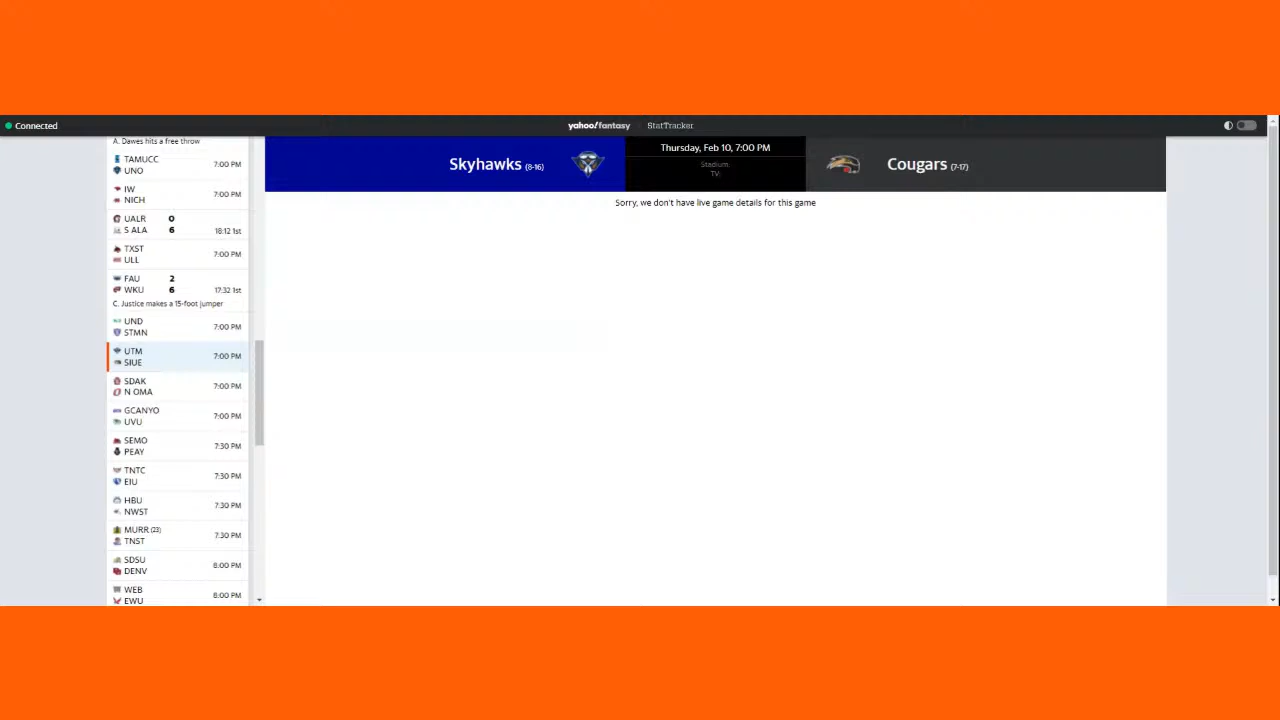 Connected
yahoo!fantasy StatTracker
A. Dawes hits a free throw
TAMUCC
UNO
7:00 PM
IW
NICH
7:00 PM
UALR 0
S ALA 6
18:12 1st
TXST
ULL
7:00 PM
FAU 2
WKU 6
17:32 1st
C. Justice makes a 15-foot jumper
UND
STMN
7:00 PM
UTM
SIUE
7:00 PM
SDAK
N OMA
7:00 PM
GCANYO
UVU
7:00 PM
SEMO
PEAY
7:30 PM
TNTC
EIU
7:30 PM
HBU
NWST
7:30 PM
MURR (23)
TNST
7:30 PM
SDSU
DENV
8:00 PM
WEB
EWU
8:00 PM
Skyhawks (8-16)
Thursday, Feb 10, 7:00 PM
Stadium:
TV:
Cougars (7-17)
Sorry, we don't have live game details for this game